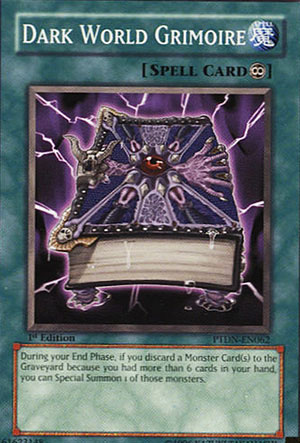 DARK WORLD GRIMOIRE
魔
[SPELL CARD]
1st Edition
PTDN-EN062
During your End Phase, if you discard a Monster Card(s) to the
Graveyard because you had more than 6 cards in your hand,
you can Special Summon 1 of those monsters.